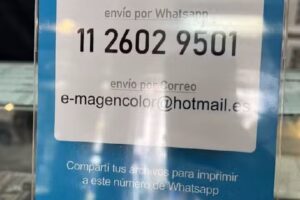 envío por Whatsapp
11 2602 9501
envío por Correo
e-magencolor@hotmail.es
Compartí tus archivos para imprimir
a este número de Whatsapp